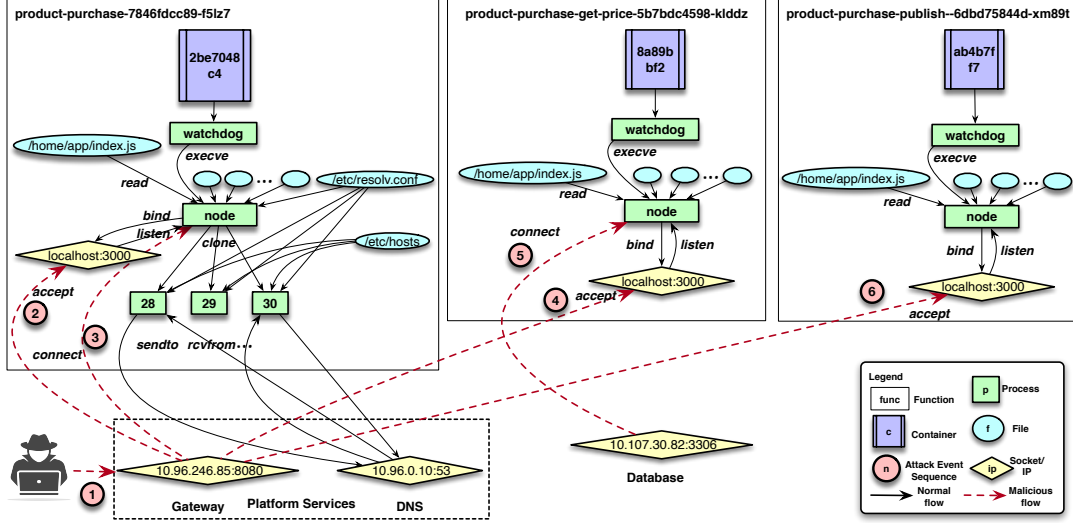 product-purchase-7846fdcc89-f5lz7
2be7048
c4
watchdog
/home/app/index.js
execve
read
...
/etc/resolv.conf
bind
node
listen
clone
/etc/hosts
localhost:3000
accept
2
28
29
30
3
connect
sendto
rcvfrom...
product-purchase-get-price-5b7bdc4598-klddz
8a89b
bf2
watchdog
execve
/home/app/index.js
...
read
node
connect
bind
listen
5
localhost:3000
4
accept
product-purchase-publish--6dbd75844d-xm89t
ab4b7f
f7
watchdog
execve
/home/app/index.js
...
read
node
bind
listen
localhost:3000
6
accept
1
10.96.246.85:8080
10.96.0.10:53
Gateway
Platform Services
DNS
10.107.30.82:3306
Database
Legend
func
Function
p
Process
c
Container
f
File
n
Attack Event
Sequence
ip
Socket/
IP
Normal
flow
Malicious
flow